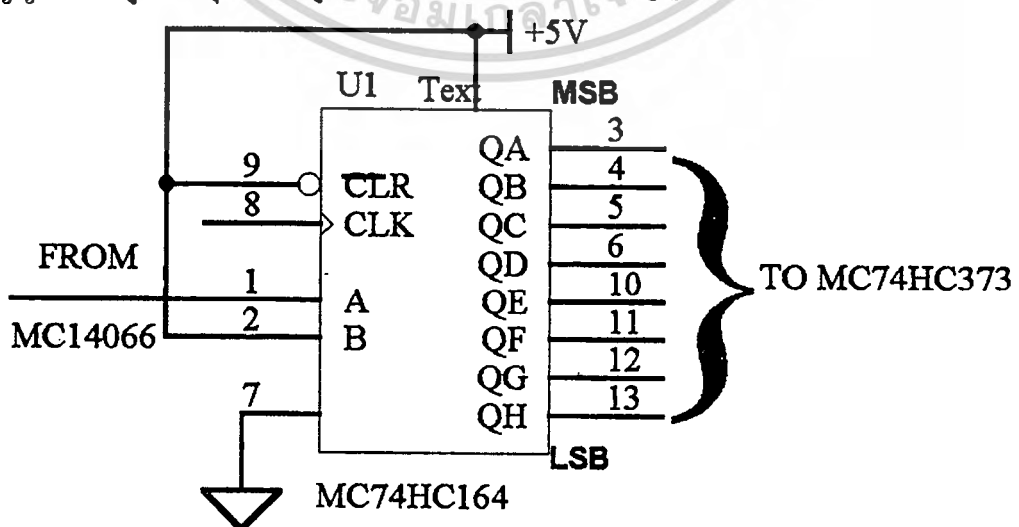 +5V
U1
Tex
MSB
QA
3
9
CLR
QB
4
8
CLK
QC
5
FROM
QD
6
1
A
QE
10
MC14066
2
B
QF
11
QG
12
7
QH
13
TO MC74HC373
LSB
MC74HC164